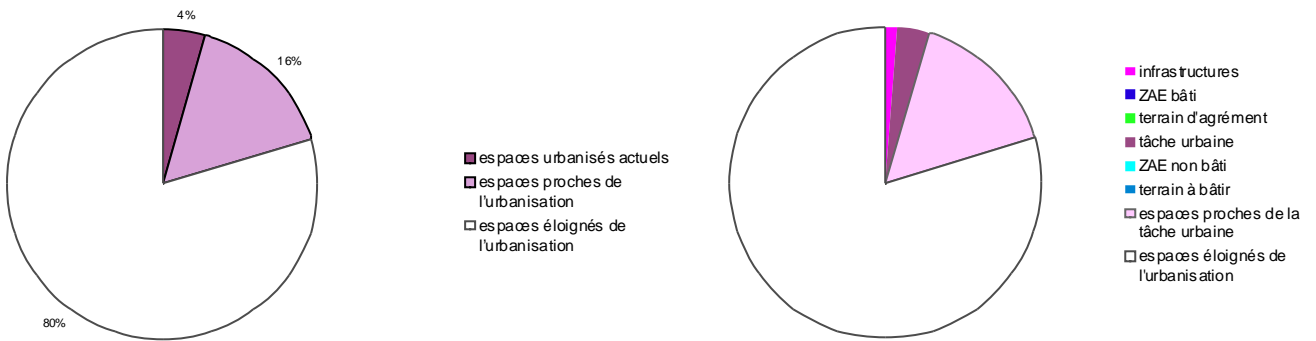 4%
16%
80%
espaces urbanisés actuels
espaces proches de
l'urbanisation
espaces éloignés de
l'urbanisation
infrastructures
ZAE bâti
terrain d'agrément
tâche urbaine
ZAE non bâti
terrain à bâtir
espaces proches de la
tâche urbaine
espaces éloignés de
l'urbanisation